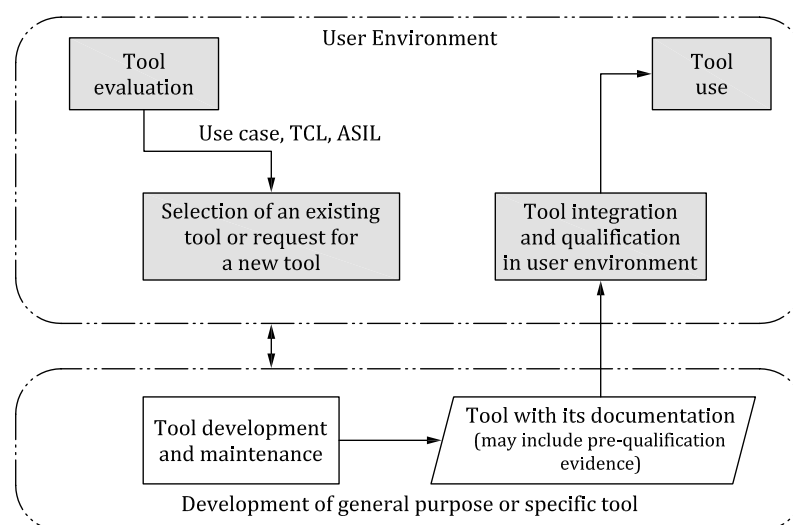 User Environment
Tool
evaluation
Tool
use
Use case, TCL, ASIL
Selection of an existing
tool or request for
a new tool
Tool integration
and qualification
in user environment
Tool development
and maintenance
Tool with its documentation
(may include pre-qualification
evidence)
Development of general purpose or specific tool